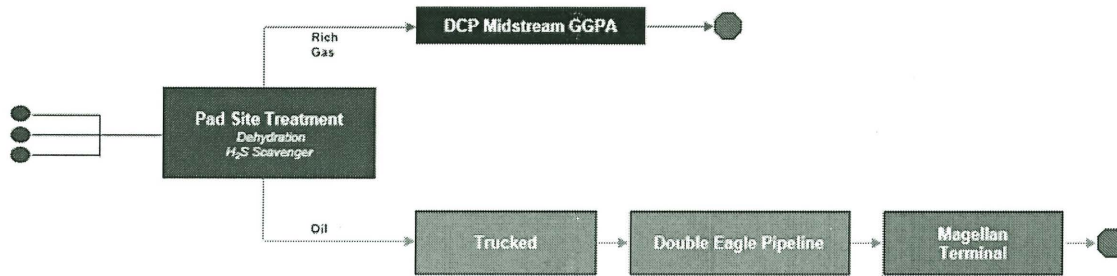 DCP Midstream GGPA
Rich
Gas
Pad Site Treatment
Dehydration
H₂S Scavenger
Oil
Trucked
Double Eagle Pipeline
Magellan
Terminal